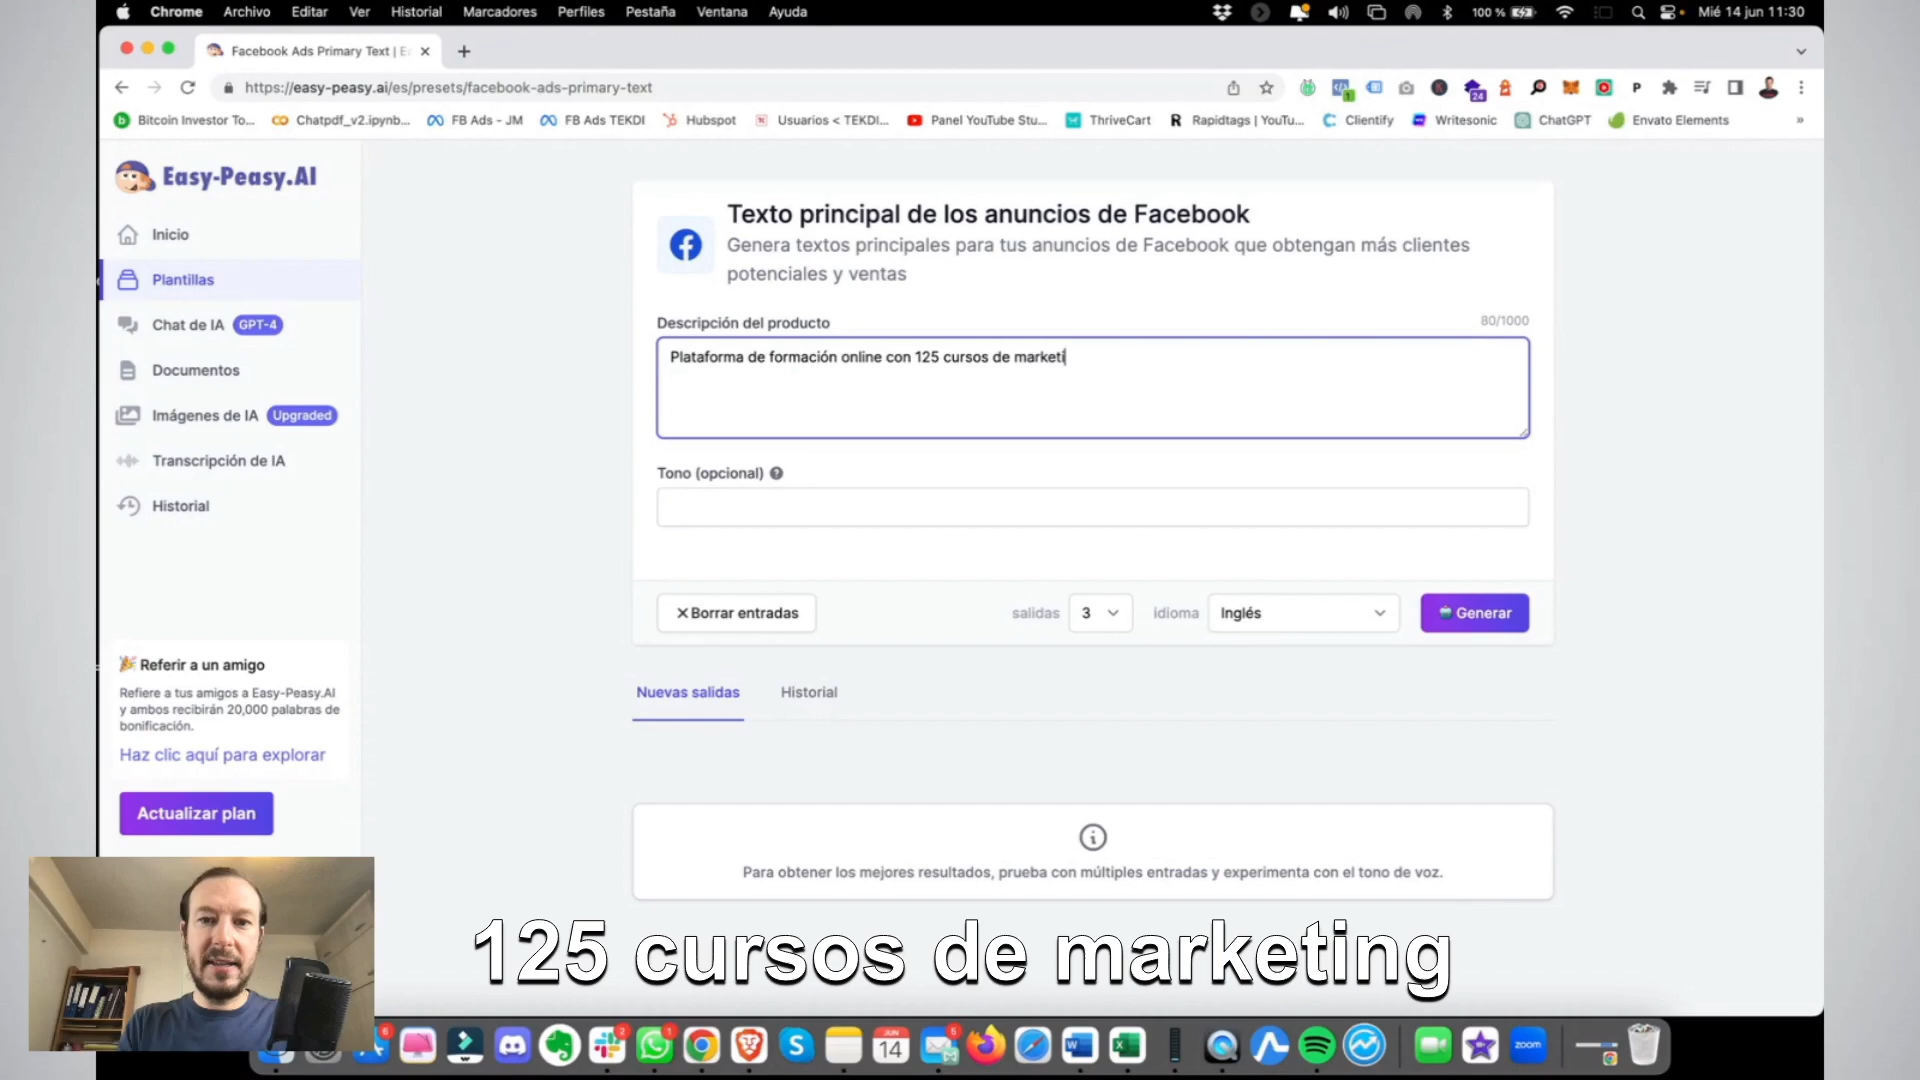 Chrome Archivo Editar Ver Historial Marcadores Perfiles Pestaña Ventana Ayuda 100 % Mié 14 jun 11:30
Facebook Ads Primary Text | E
https://easy-peasy.ai/es/presets/facebook-ads-primary-text
Bitcoin Investor To... Chatpdf_v2.ipynb... FB Ads - JM FB Ads TEKDI Hubspot Usuarios < TEKDI... Panel YouTube Stu... ThriveCart Rapidtags | YouTu... Clientify Writesonic ChatGPT Envato Elements »
Easy-Peasy.AI
Inicio
Plantillas
Chat de IA GPT-4
Documentos
Imágenes de IA Upgraded
Transcripción de IA
Historial
Referir a un amigo
Refiere a tus amigos a Easy-Peasy.AI
y ambos recibirán 20,000 palabras de
bonificación.
Haz clic aquí para explorar
Actualizar plan
Texto principal de los anuncios de Facebook
Genera textos principales para tus anuncios de Facebook que obtengan más clientes
potenciales y ventas
Descripción del producto 80/1000
Plataforma de formación online con 125 cursos de marketi
Tono (opcional)
Borrar entradas salidas 3 idioma Inglés Generar
Nuevas salidas Historial
Para obtener los mejores resultados, prueba con múltiples entradas y experimenta con el tono de voz.
125 cursos de marketing
JUN
14
zoom